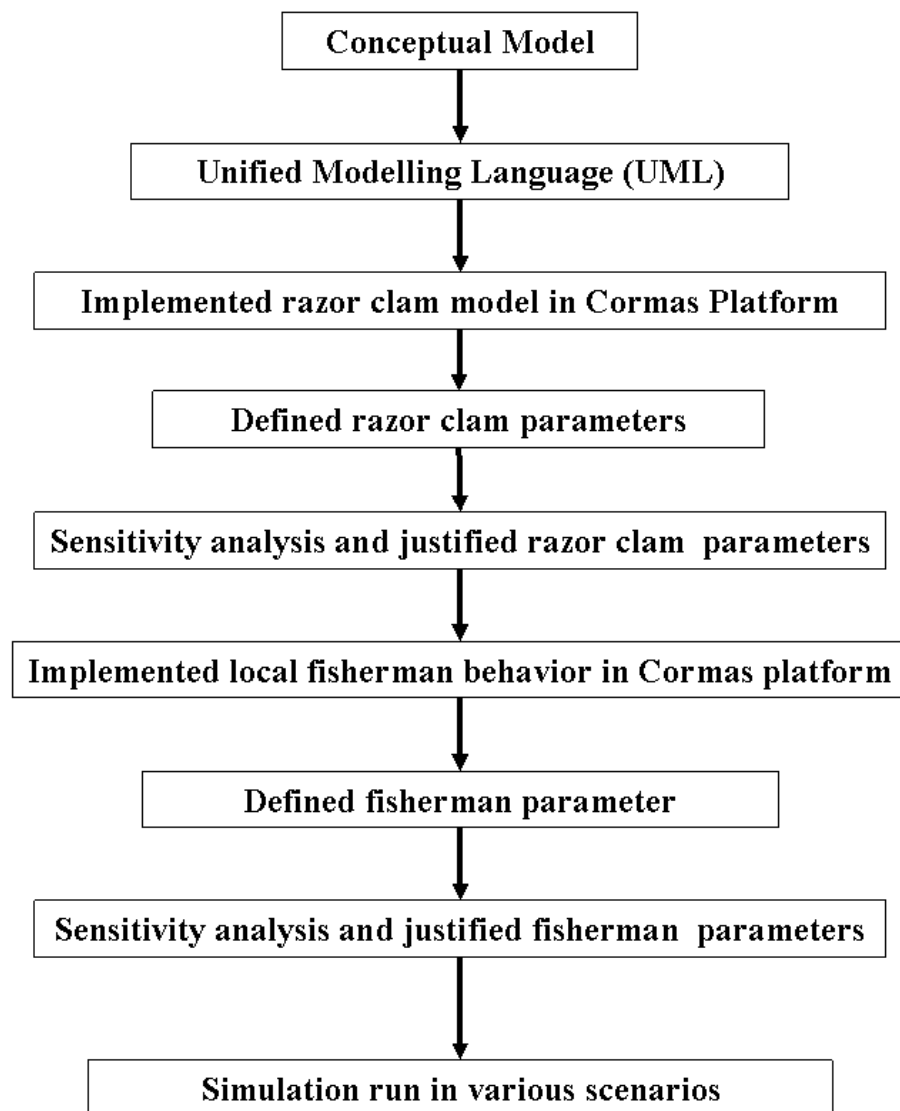 Conceptual Model
Unified Modelling Language (UML)
Implemented razor clam model in Cormas Platform
Defined razor clam parameters
Sensitivity analysis and justified razor clam  parameters
Implemented local fisherman behavior in Cormas platform
Defined fisherman parameter
Sensitivity analysis and justified fisherman  parameters
Simulation run in various scenarios